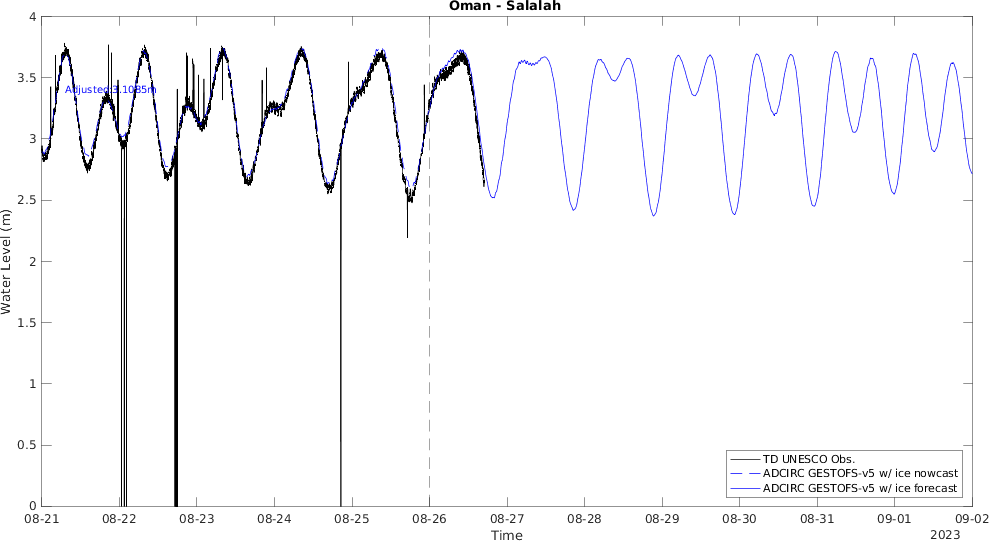 Oman - Salalah
Water Level (m)
4
3.5
3
2.5
2
1.5
1
0.5
0
Adjusted:3.1085m
TD UNESCO Obs.
ADCIRC GESTOFS-v5 w/ ice nowcast
ADCIRC GESTOFS-v5 w/ ice forecast
08-21 08-22 08-23 08-24 08-25 08-26 08-27 08-28 08-29 08-30 08-31 09-01 09-02
Time
2023